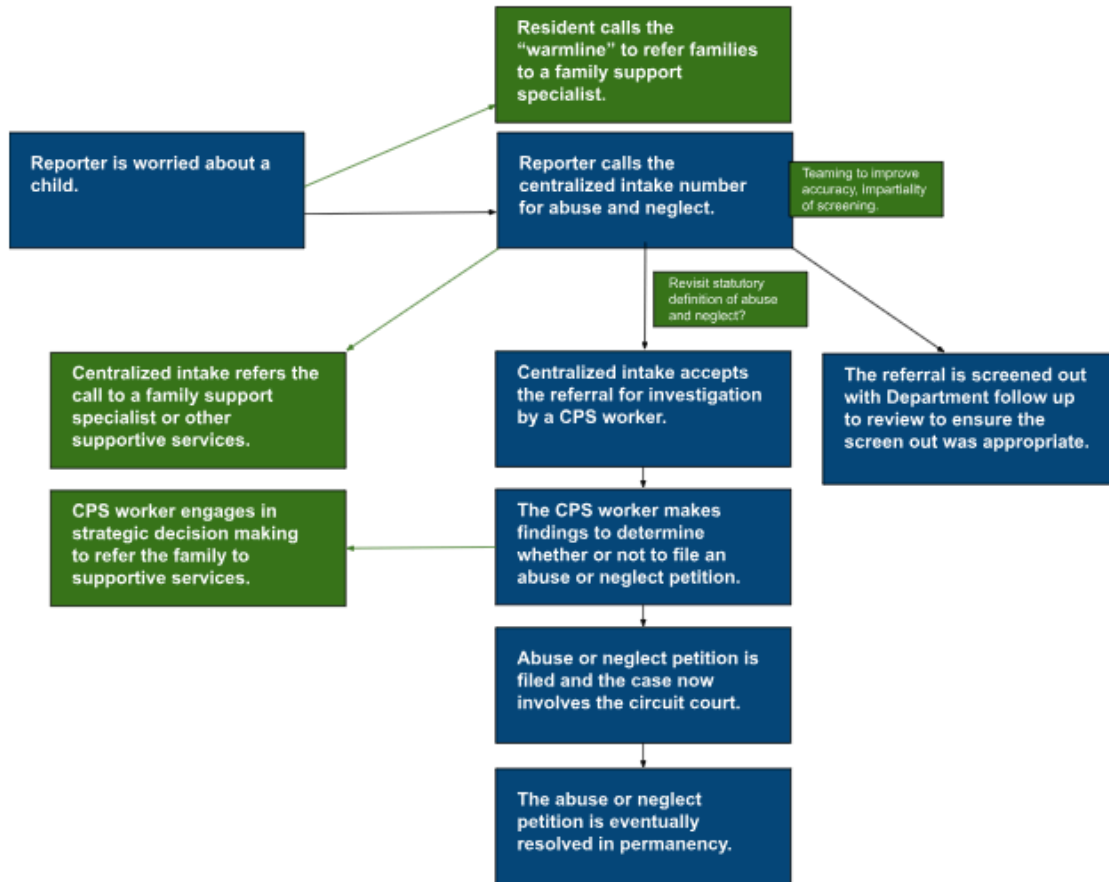 Resident calls the
“warmline” to refer families
to a family support
specialist.
Reporter is worried about a
child.
Reporter calls the
centralized intake number
for abuse and neglect.
Teaming to improve
accuracy, impartiality
of screening.
Revisit statutory
definition of abuse
and neglect?
Centralized intake refers the
call to a family support
specialist or other
supportive services.
Centralized intake accepts
the referral for investigation
by a CPS worker.
The referral is screened out
with Department follow up
to review to ensure the
screen out was appropriate.
CPS worker engages in
strategic decision making
to refer the family to
supportive services.
The CPS worker makes
findings to determine
whether or not to file an
abuse or neglect petition.
Abuse or neglect petition is
filed and the case now
involves the circuit court.
The abuse or neglect
petition is eventually
resolved in permanency.